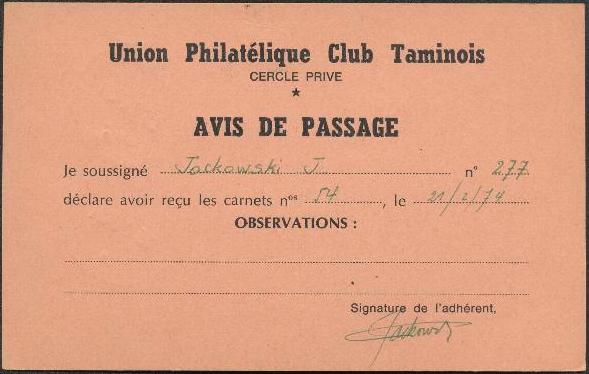 Union Philatélique Club Taminois
CERCLE PRIVE
★
AVIS DE PASSAGE
Je soussigné Jackowski J. n° 277
déclare avoir reçu les carnets nos 54, le 21/2/74
OBSERVATIONS :
Signature de l'adhérent,
Jackowski